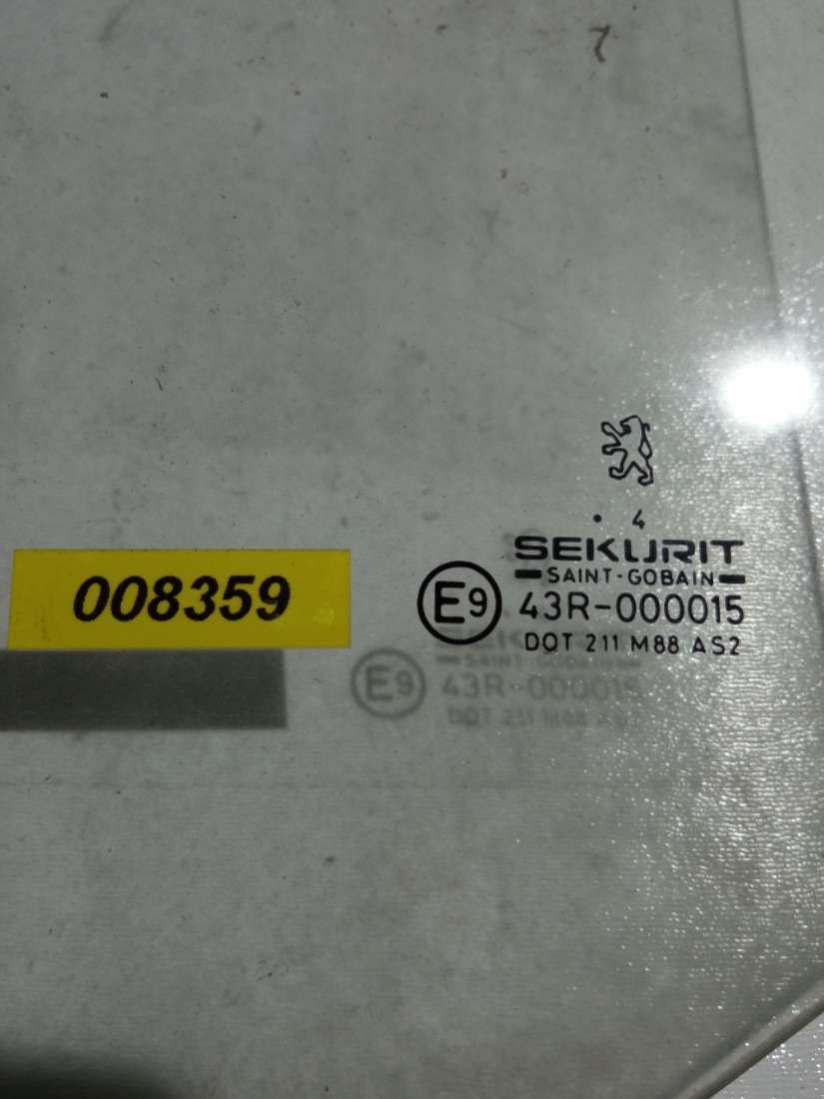 . 4
SEKURIT
SAINT-GOBAIN
008359
E9 43R-000015
DOT 211 M88 AS2